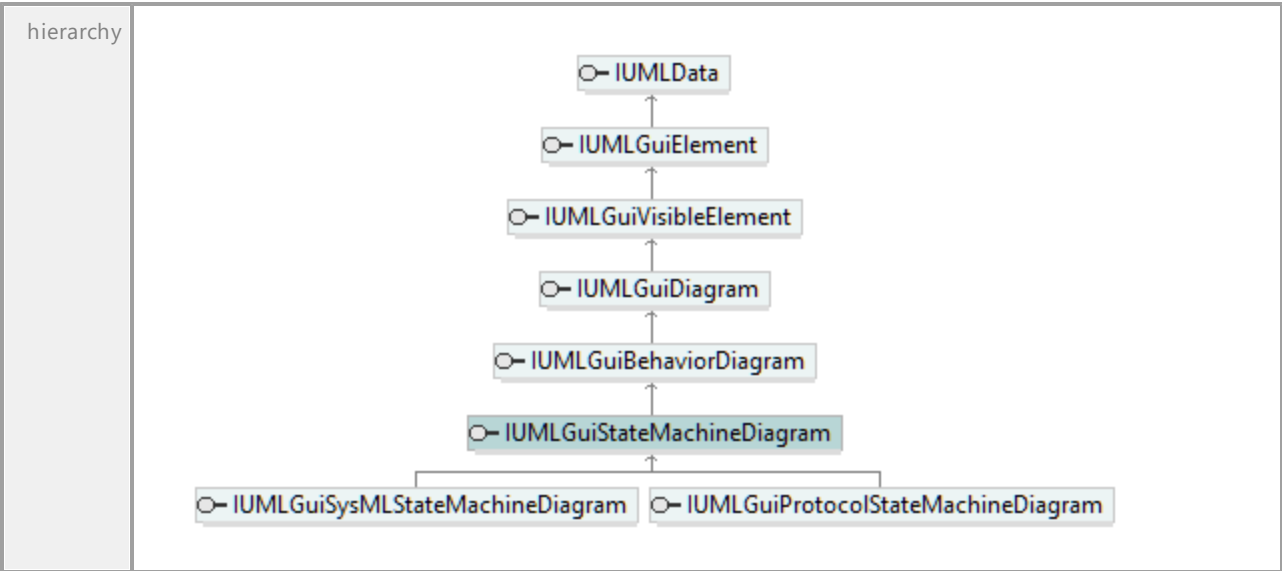 hierarchy
IUMLData
IUMLGuiElement
IUMLGuiVisibleElement
IUMLGuiDiagram
IUMLGuiBehaviorDiagram
IUMLGuiStateMachineDiagram
IUMLGuiSysMLStateMachineDiagram IUMLGuiProtocolStateMachineDiagram